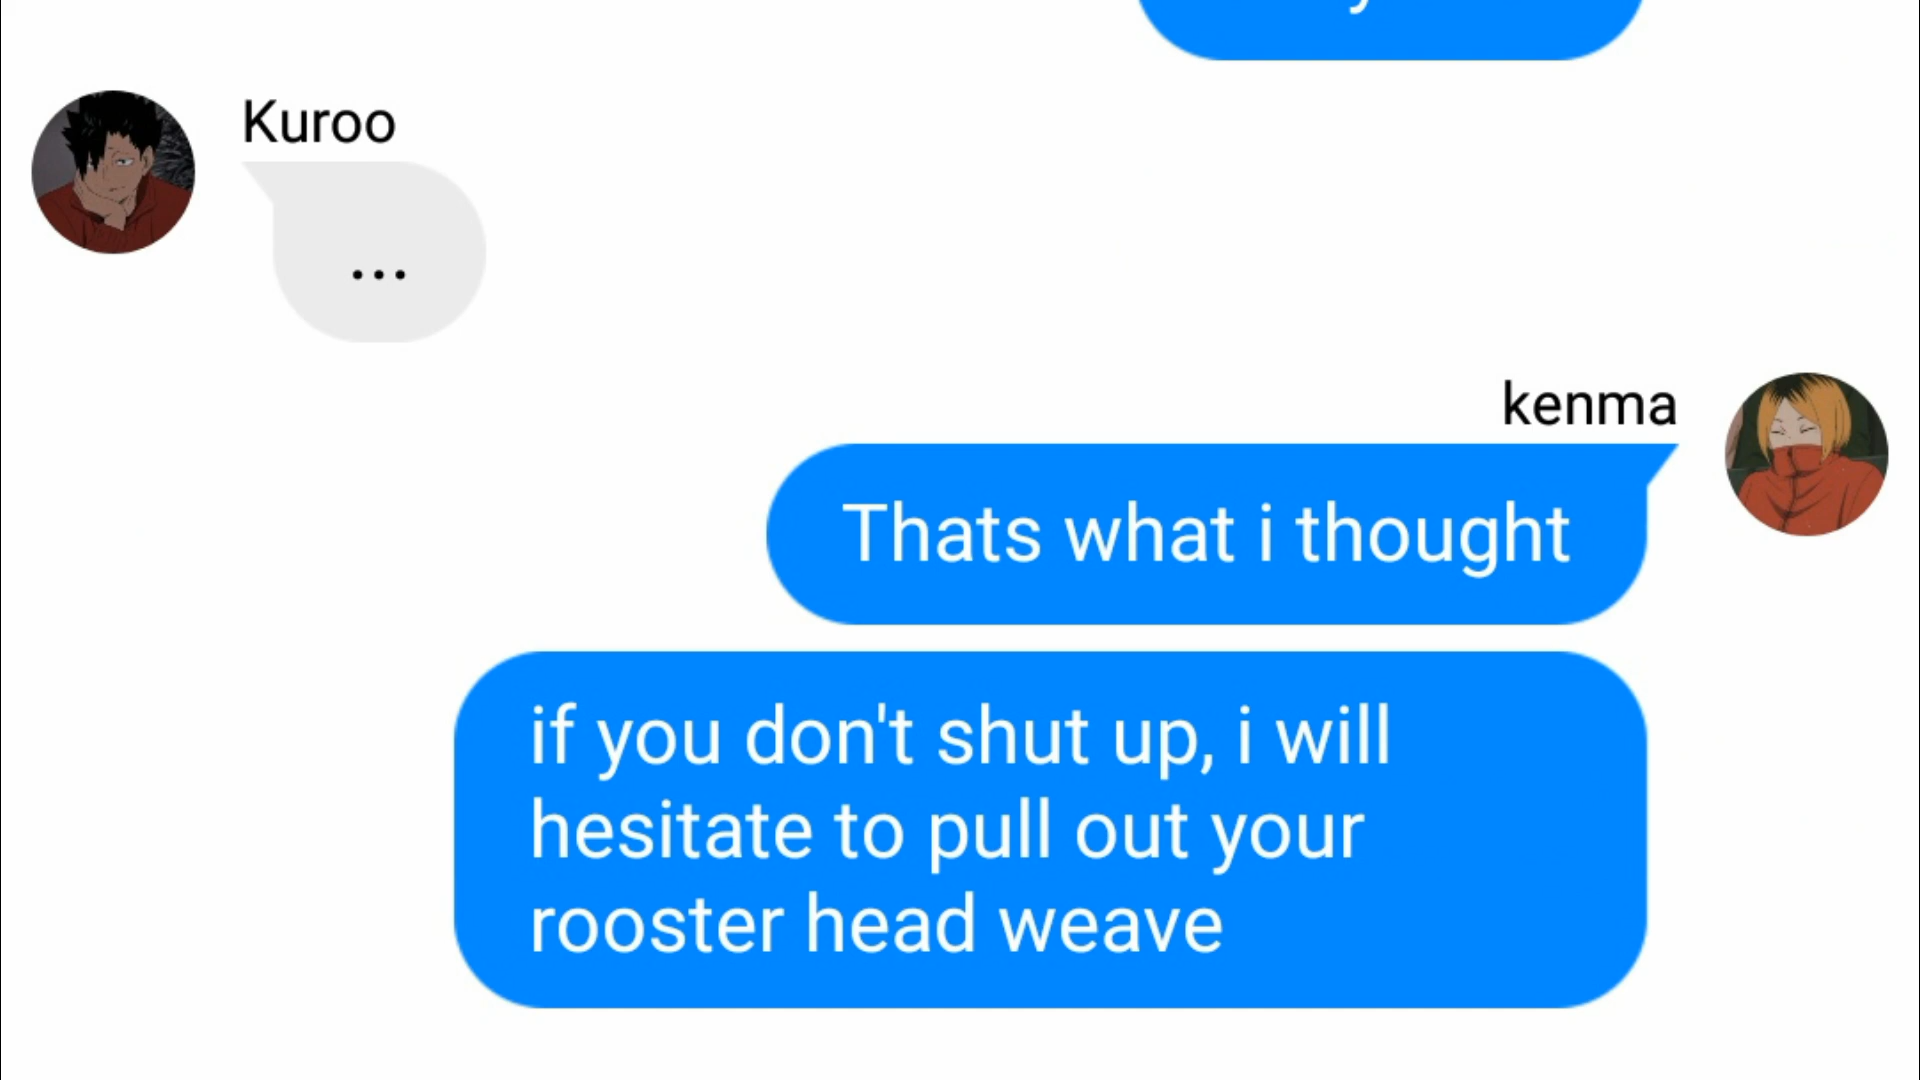 Kuroo
...
kenma
Thats what i thought
if you don't shut up, i will
hesitate to pull out your
rooster head weave